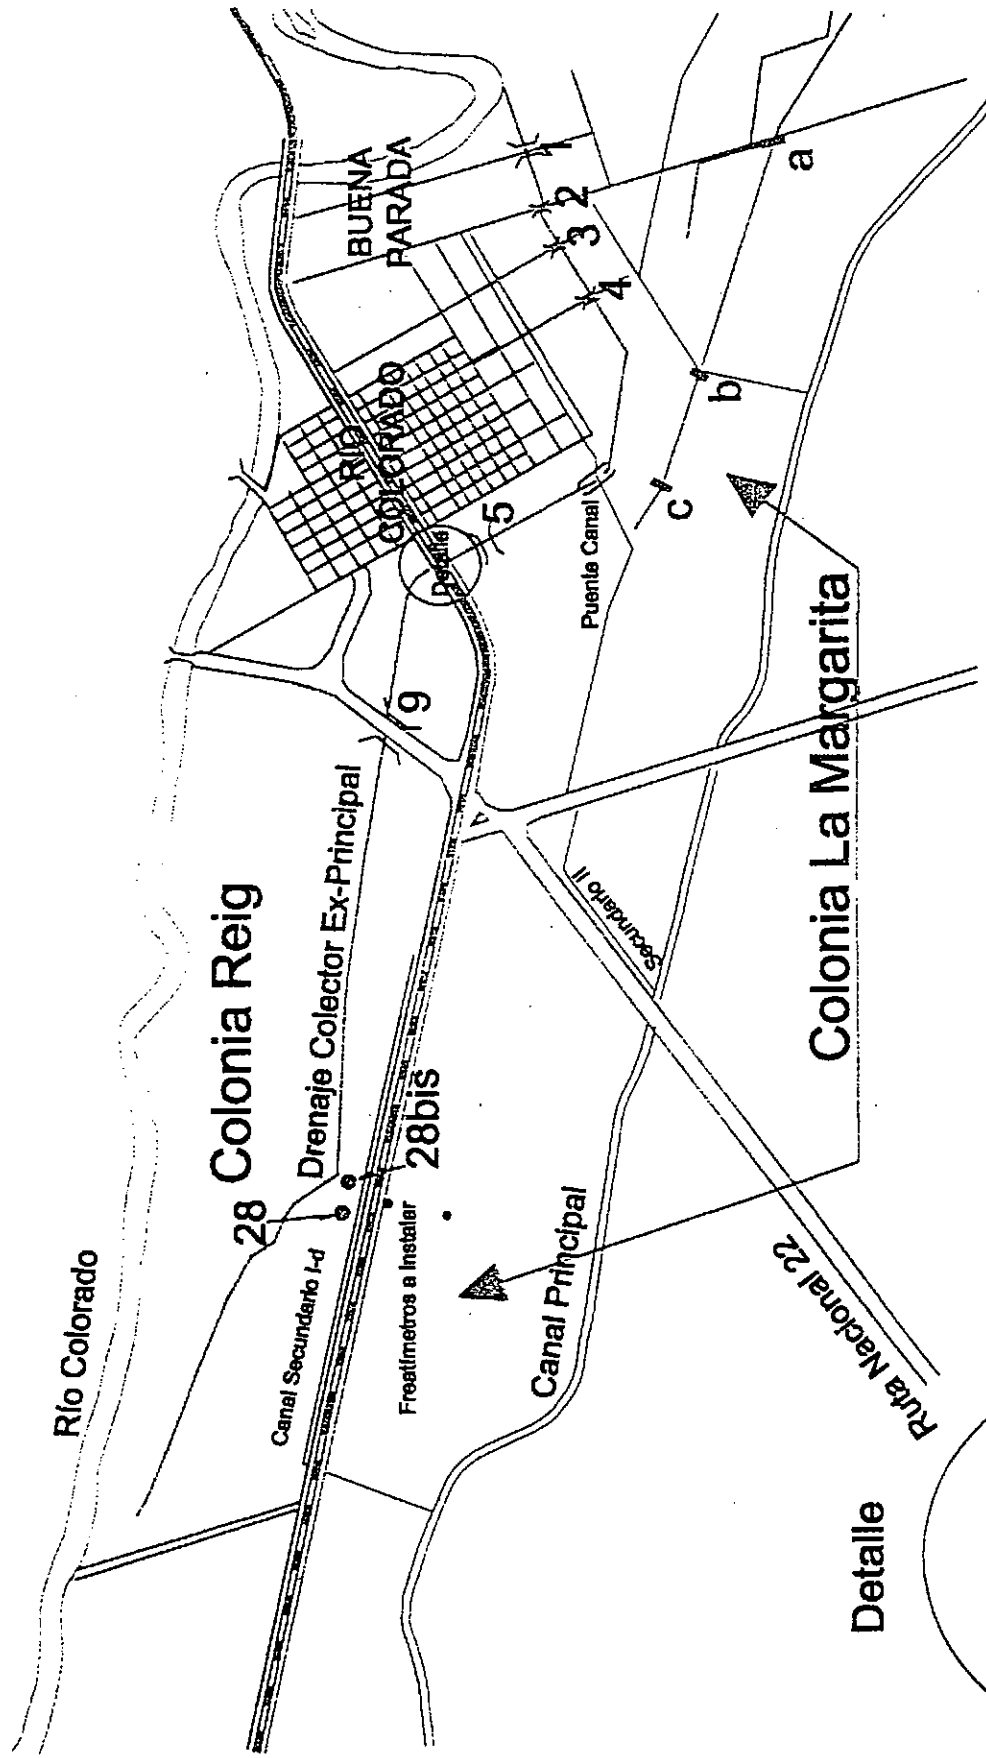 Río Colorado
28
Colonia Reig
Canal Secundario I-d
Drenaje Colector Ex-Principal
28bis
Freatímetros a instalar
Canal Principal
Secundario II
Ruta Nacional 22
Colonia La Margarita
Detalle
9
RIO
COLORADO
Detalle
5
Puente Canal
BUENA
PARADA
1
2
3
4
a
b
c